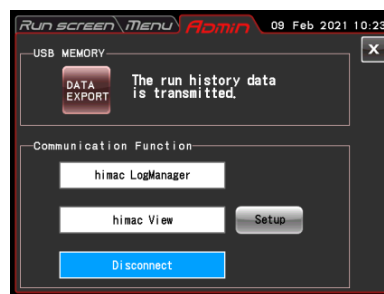 Run screen Menu Admin 09 Feb 2021 10:23
USB MEMORY
X
DATA
EXPORT
The run history data
is transmitted.
Communication Function
himac LogManager
himac View
Setup
Disconnect